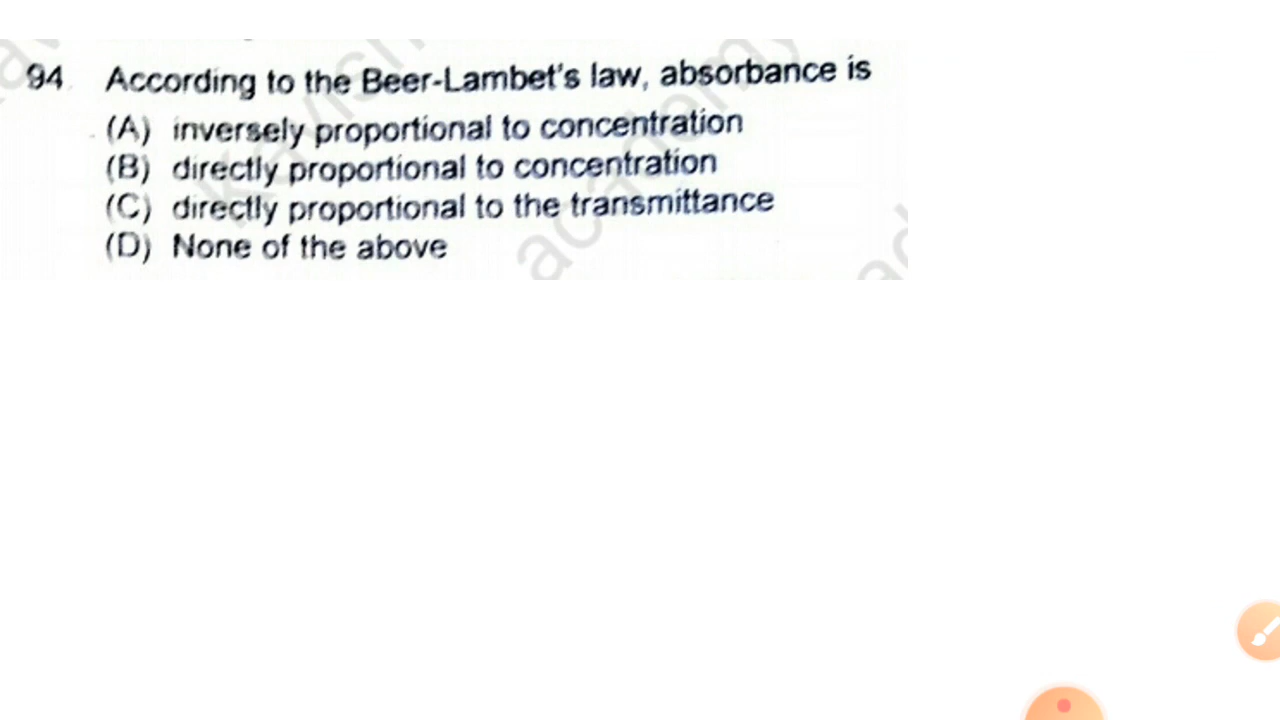 94. According to the Beer-Lambet's law, absorbance is
(A) inversely proportional to concentration
(B) directly proportional to concentration
(C) directly proportional to the transmittance
(D) None of the above
academy